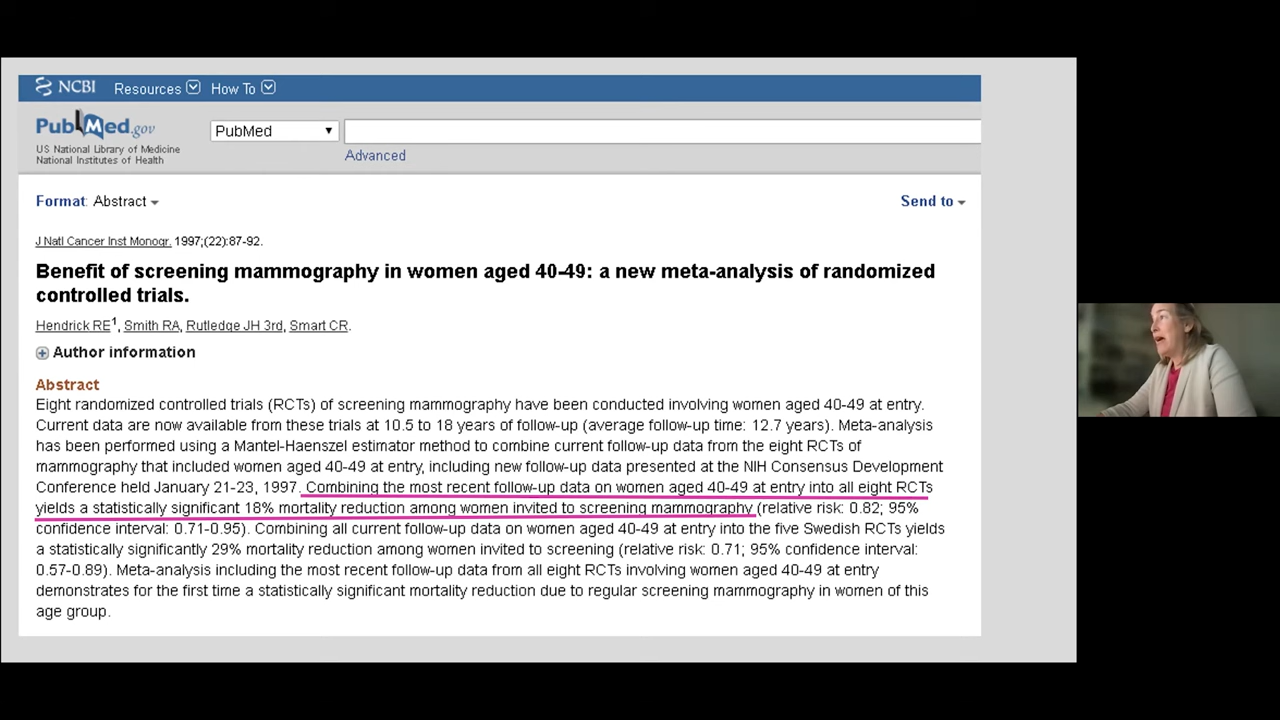 NCBI Resources How To
PubMed.gov
US National Library of Medicine
National Institutes of Health
PubMed
Advanced
Format: Abstract
Send to
J Natl Cancer Inst Monogr. 1997;(22):87-92.
Benefit of screening mammography in women aged 40-49: a new meta-analysis of randomized
controlled trials.
Hendrick RE1, Smith RA, Rutledge JH 3rd, Smart CR.
Author information
Abstract
Eight randomized controlled trials (RCTs) of screening mammography have been conducted involving women aged 40-49 at entry.
Current data are now available from these trials at 10.5 to 18 years of follow-up (average follow-up time: 12.7 years). Meta-analysis
has been performed using a Mantel-Haenszel estimator method to combine current follow-up data from the eight RCTs of
mammography that included women aged 40-49 at entry, including new follow-up data presented at the NIH Consensus Development
Conference held January 21-23, 1997. Combining the most recent follow-up data on women aged 40-49 at entry into all eight RCTs
yields a statistically significant 18% mortality reduction among women invited to screening mammography (relative risk: 0.82; 95%
confidence interval: 0.71-0.95). Combining all current follow-up data on women aged 40-49 at entry into the five Swedish RCTs yields
a statistically significantly 29% mortality reduction among women invited to screening (relative risk: 0.71; 95% confidence interval:
0.57-0.89). Meta-analysis including the most recent follow-up data from all eight RCTs involving women aged 40-49 at entry
demonstrates for the first time a statistically significant mortality reduction due to regular screening mammography in women of this
age group.